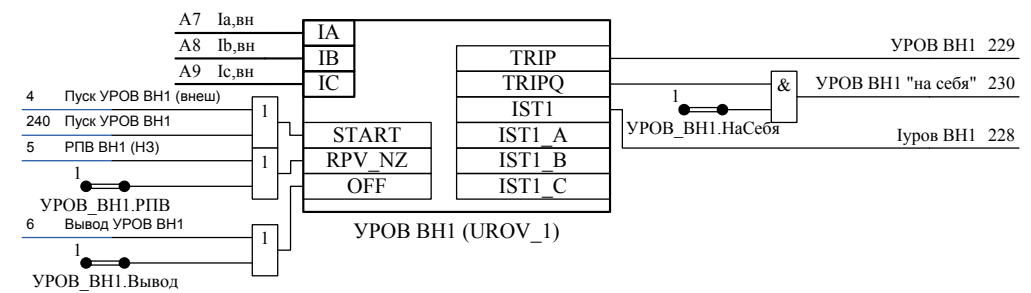 A7 Ia,вн
A8 Ib,вн
A9 Ic,вн
IA
IB
IC
TRIP
TRIPQ
IST1
IST1_A
IST1_B
IST1_C
START
RPV_NZ
OFF
4 Пуск УРОВ ВН1 (внеш)
240 Пуск УРОВ ВН1
1
5 РПВ ВН1 (НЗ)
1
1
УРОВ_ВН1.РПВ
6 Вывод УРОВ ВН1
1
1
УРОВ_ВН1.Вывод
УРОВ ВН1 (UROV_1)
УРОВ ВН1 229
&
УРОВ ВН1 "на себя" 230
1
УРОВ_ВН1.НаСебя
Iуров ВН1 228